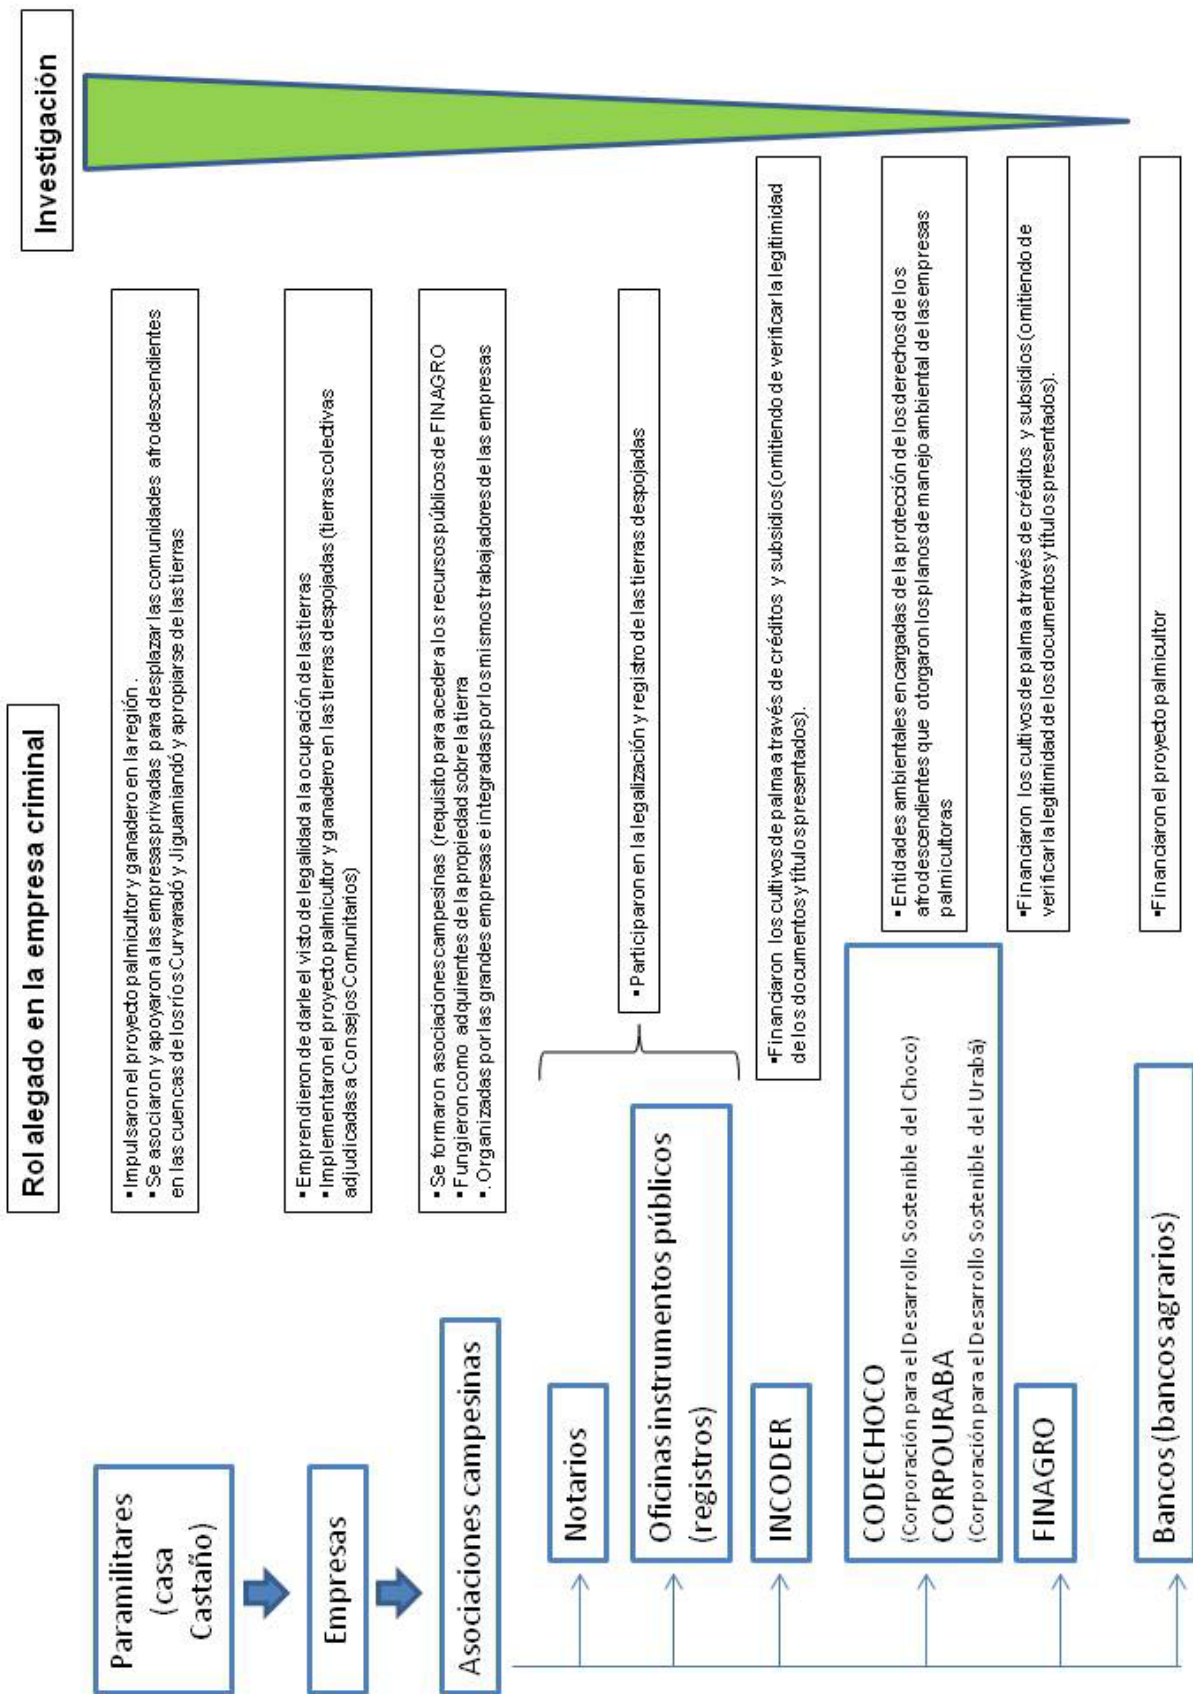 Rol alegado en la empresa criminal
Investigación
Paramilitares
(casa
Castaño)
▪Impulsaron el proyecto palmicultor y ganadero en la región .
▪Se asociaron y apoyaron a las empresas privadas para desplazar las comunidades afrodescendientes
en las cuencas de los ríos Curvaradó y Jiguamiandó y apropiarse de las tierras
Empresas
▪Emprendieron de darle el visto de legalidad a la ocupación de las tierras
▪Implementaron el proyecto palmicultor y ganadero en las tierras despojadas (tierras colectivas
adjudicadas a Consejos Comunitarios)
Asociaciones campesinas
▪Se formaron asociaciones campesinas (requisito para acceder a los recursos públicos de FINAGRO
▪Fungieron como adquirentes de la propiedad sobre la tierra
▪.Organizadas por las grandes empresas e integradas por los mismos trabajadores de las empresas
Notarios
Oficinas instrumentos públicos
(registros)
▪Participaron en la legalización y registro de las tierras despojadas
INCODER
▪Financiaron los cultivos de palma a través de créditos y subsidios (omitiendo de verificar la legitimidad
de los documentos y título s presentados).
CODECHOCO
(Corporación para el Desarrollo Sostenible del Choco)
CORPOURABA
(Corporación para el Desarrollo Sostenible del Urabá)
▪Entidades ambientales encargadas de la protección de los derechos de los
afrodescendientes que otorgaron los planos de manejo ambiental de las empresas
palmicultoras
FINAGRO
▪Financiaron los cultivos de palma a través de créditos y subsidios (omitiendo de
verificar la legitimidad de los documentos y título s presentados).
Bancos (bancos agrarios)
▪Financiaron el proyecto palmicultor